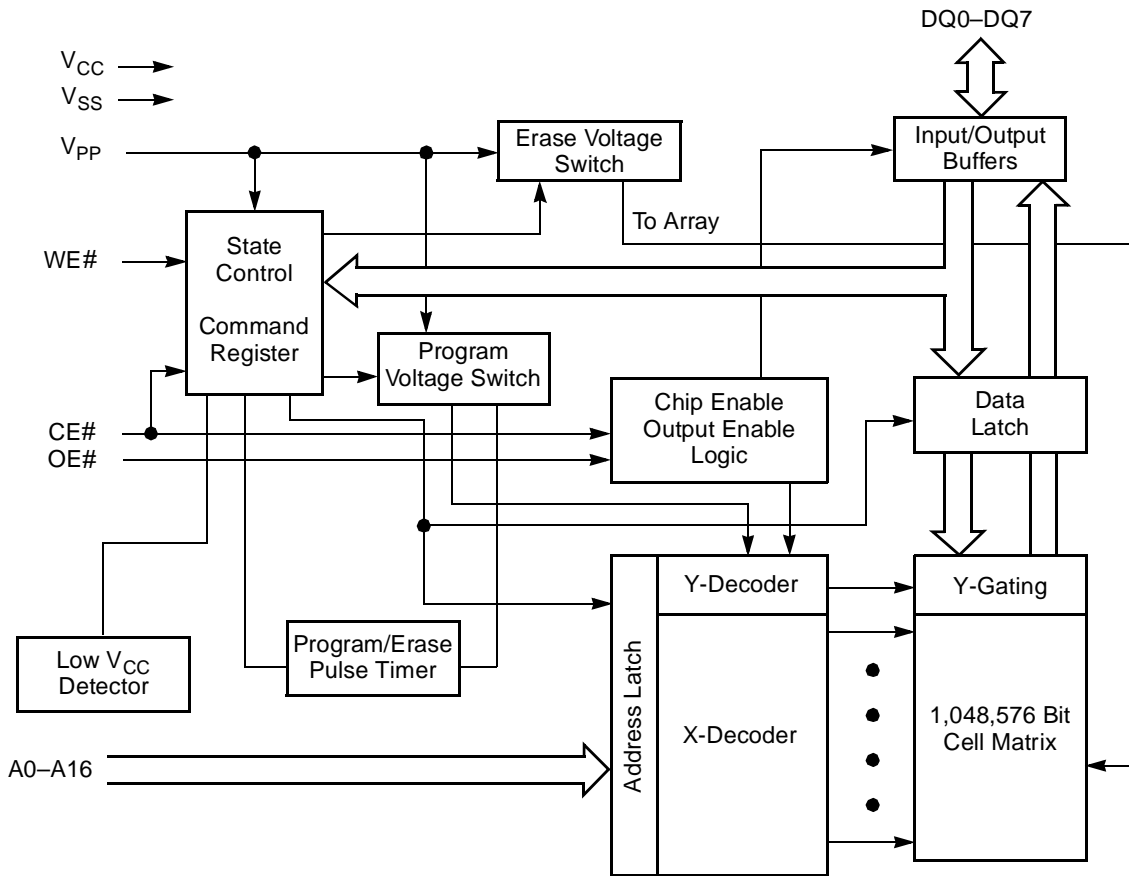 DQ0–DQ7
VCC
VSS
VPP
Erase Voltage
Switch
Input/Output
Buffers
To Array
WE#
State
Control
Command
Register
Program
Voltage Switch
Chip Enable
Output Enable
Logic
Data
Latch
CE#
OE#
Y-Decoder
Y-Gating
Low VCC
Detector
Program/Erase
Pulse Timer
Address Latch
X-Decoder
1,048,576 Bit
Cell Matrix
A0–A16